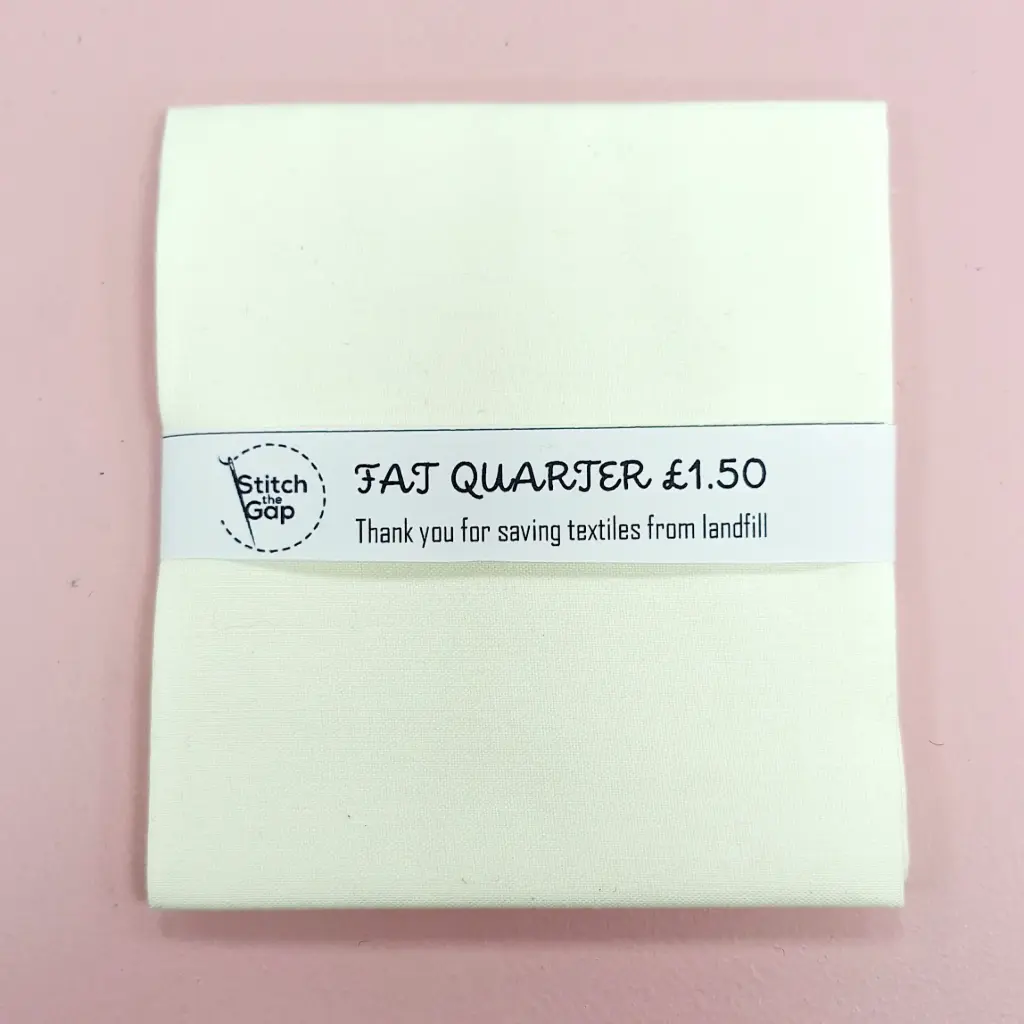 Stitch
the
Gap
FAT QUARTER £1.50
Thank you for saving textiles from landfill